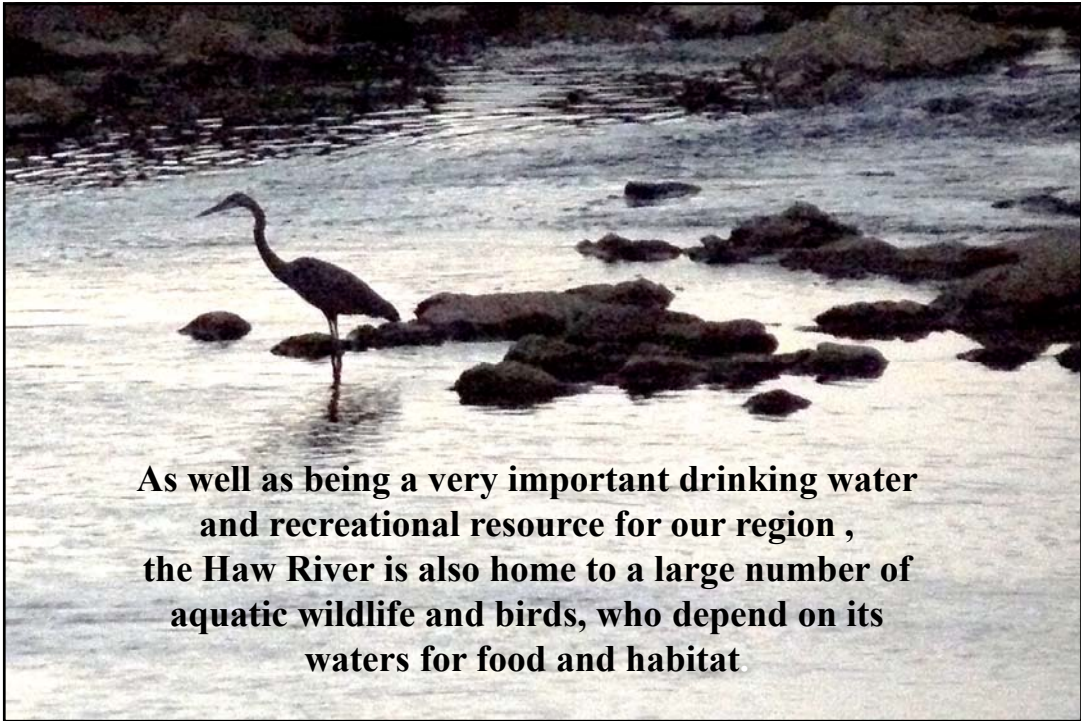 As well as being a very important drinking water
and recreational resource for our region ,
the Haw River is also home to a large number of
aquatic wildlife and birds, who depend on its
waters for food and habitat.